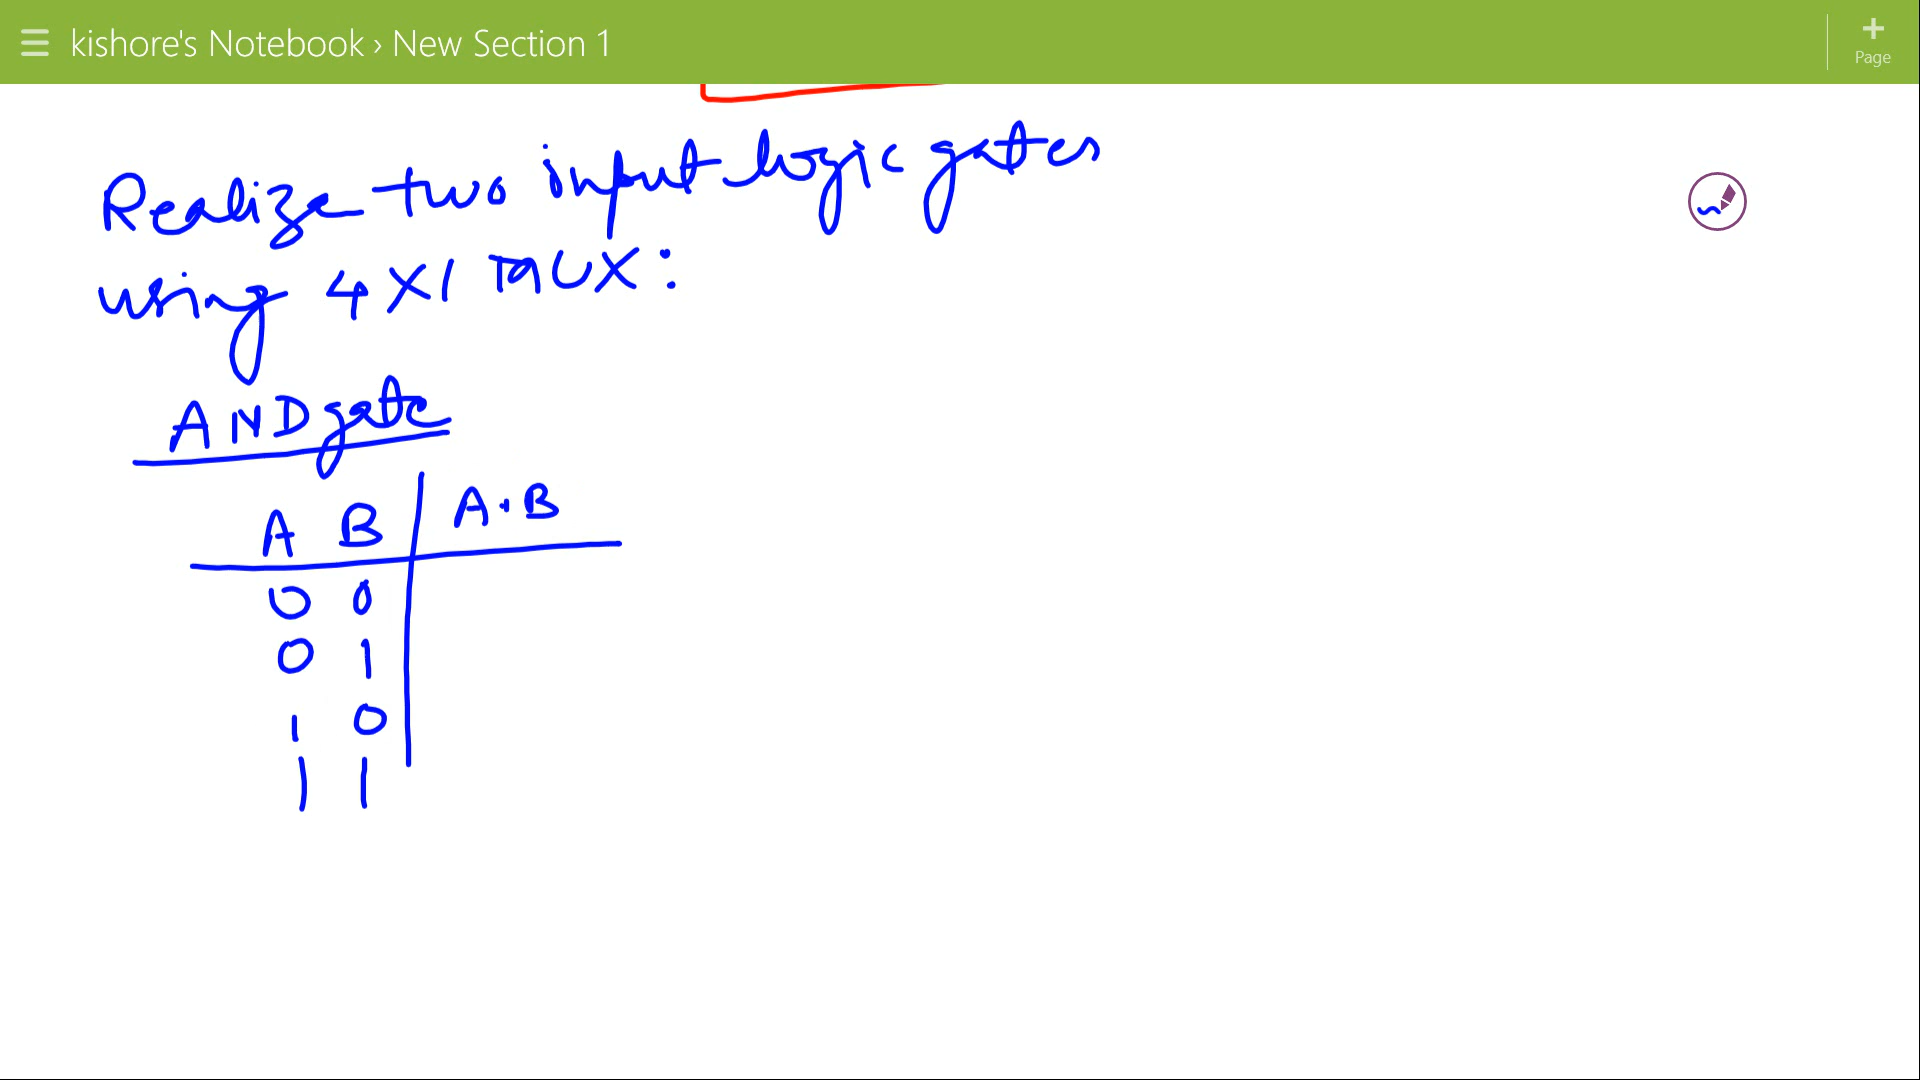 kishore's Notebook › New Section 1
Page
Realize two input logic gates
using 4X1 MUX:
AND gate
A B A.B
0 0
0 1
1 0
1 1